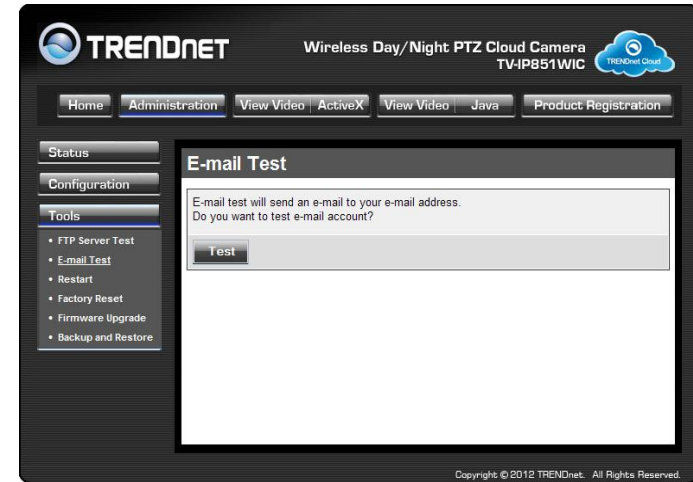 TRENDNET
Wireless Day/Night PTZ Cloud Camera
TV-IP851WIC
TRENDnet Cloud
Home
Administration
View Video | ActiveX
View Video | Java
Product Registration
Status
Configuration
Tools
• FTP Server Test
• E-mail Test
• Restart
• Factory Reset
• Firmware Upgrade
• Backup and Restore
E-mail Test
E-mail test will send an e-mail to your e-mail address.
Do you want to test e-mail account?
Test
Copyright © 2012 TRENDnet. All Rights Reserved.